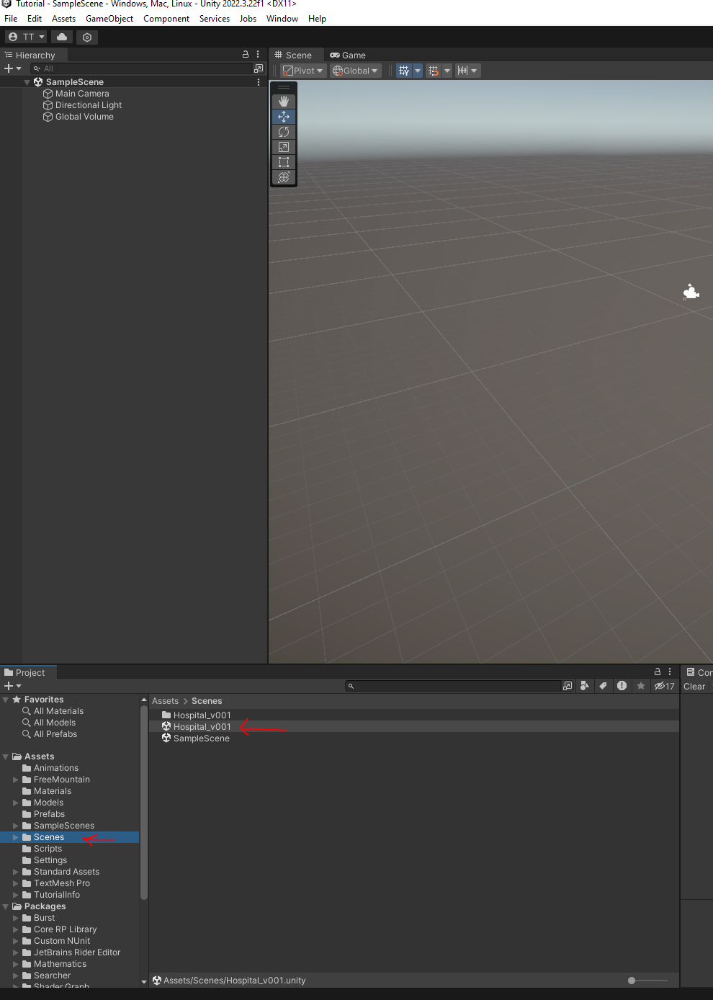 Tutorial - SampleScene - Windows, Mac, Linux - Unity 2022.3.22f1 <DX11>
File Edit Assets GameObject Component Services Jobs Window Help
TT
Hierarchy
All
SampleScene
Main Camera
Directional Light
Global Volume
Scene Game
Pivot Global
Project
17
Favorites
All Materials
All Models
All Prefabs
Assets
Animations
FreeMountain
Materials
Models
Prefabs
SampleScenes
Scenes
Scripts
Settings
Standard Assets
TextMesh Pro
TutorialInfo
Packages
Burst
Core RP Library
Custom NUnit
JetBrains Rider Editor
Mathematics
Searcher
Shader Graph
Assets > Scenes
Hospital_v001
Hospital_v001
SampleScene
Assets/Scenes/Hospital_v001.unity
Con
Clear